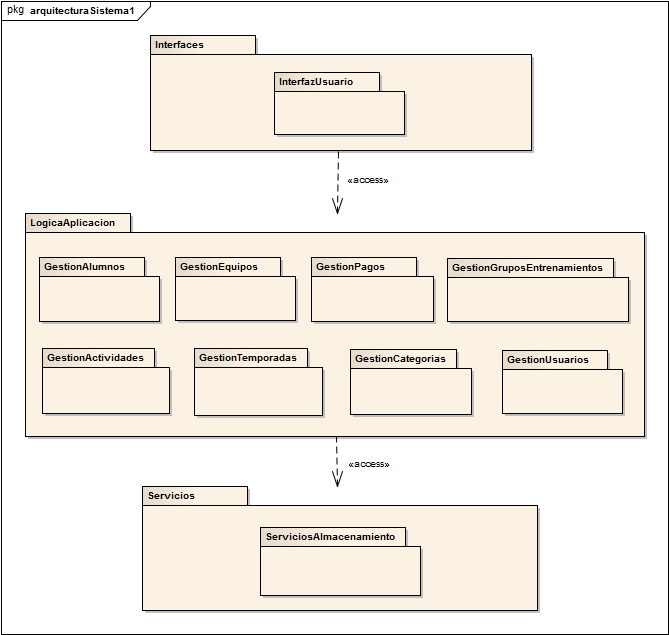 pkg arquitecturaSistema1
Interfaces
InterfazUsuario
«access»
LogicaAplicacion
GestionAlumnos
GestionEquipos
GestionPagos
GestionGruposEntrenamientos
GestionActividades
GestionTemporadas
GestionCategorias
GestionUsuarios
«access»
Servicios
ServiciosAlmacenamiento